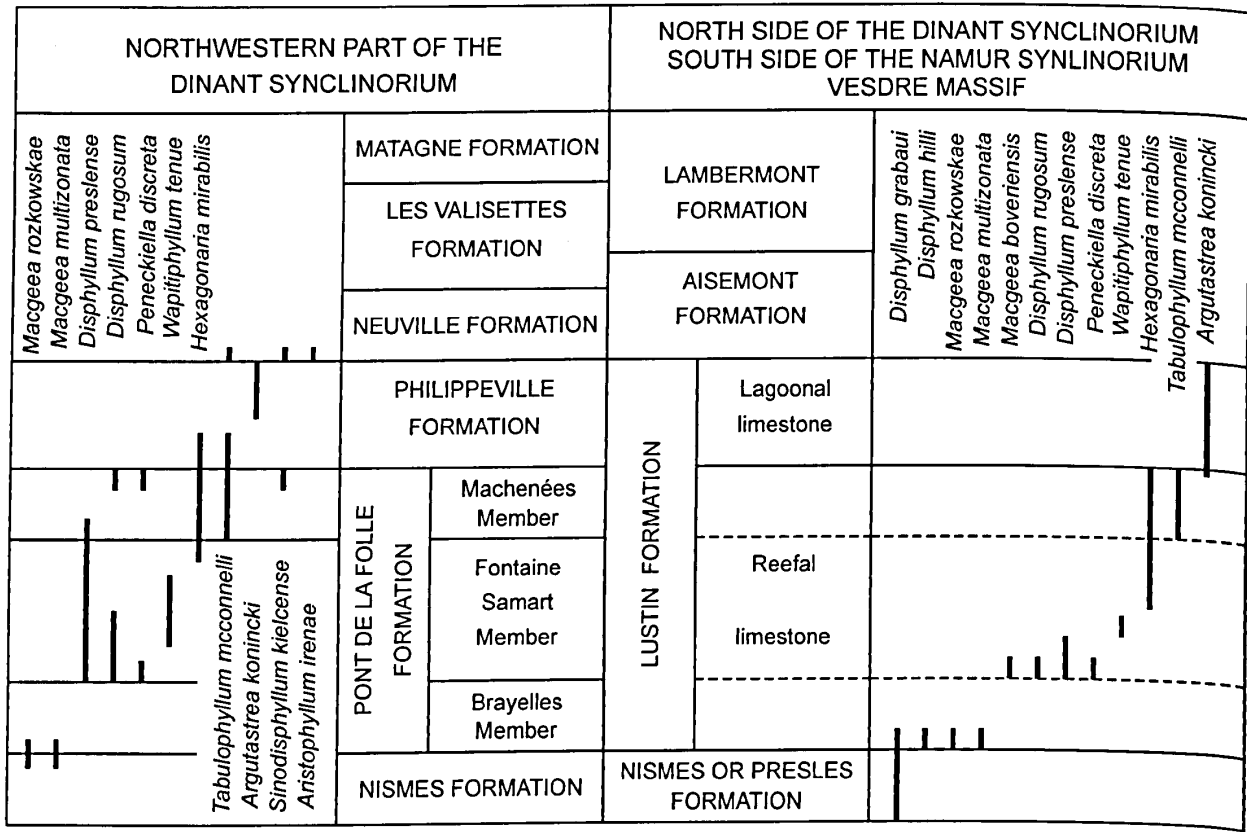 NORTHWESTERN PART OF THE
DINANT SYNCLINORIUM
NORTH SIDE OF THE DINANT SYNCLINORIUM
SOUTH SIDE OF THE NAMUR SYNLINORIUM
VESDRE MASSIF
Macgeea rozkowskae
Macgeea multizonata
Disphyllum preslense
Disphyllum rugosum
Peneckiella discreta
Wapitiphyllum tenue
Hexagonaria mirabilis
Tabulophyllum mcconnelli
Argutastrea konincki
Sinodisphyllum kielcense
Aristophyllum irenae
MATAGNE FORMATION
LES VALISETTES
FORMATION
NEUVILLE FORMATION
PHILIPPEVILLE
FORMATION
PONT DE LA FOLLE
FORMATION
Machenées
Member
Fontaine
Samart
Member
Brayelles
Member
NISMES FORMATION
LAMBERMONT
FORMATION
AISEMONT
FORMATION
LUSTIN FORMATION
Lagoonal
limestone
Reefal
limestone
NISMES OR PRESLES
FORMATION
Disphyllum grabaui
Disphyllum hilli
Macgeea rozkowskae
Macgeea multizonata
Macgeea boveriensis
Disphyllum rugosum
Disphyllum preslense
Peneckiella discreta
Wapitiphyllum tenue
Hexagonaria mirabilis
Tabulophyllum mcconnelli
Argutastrea konincki